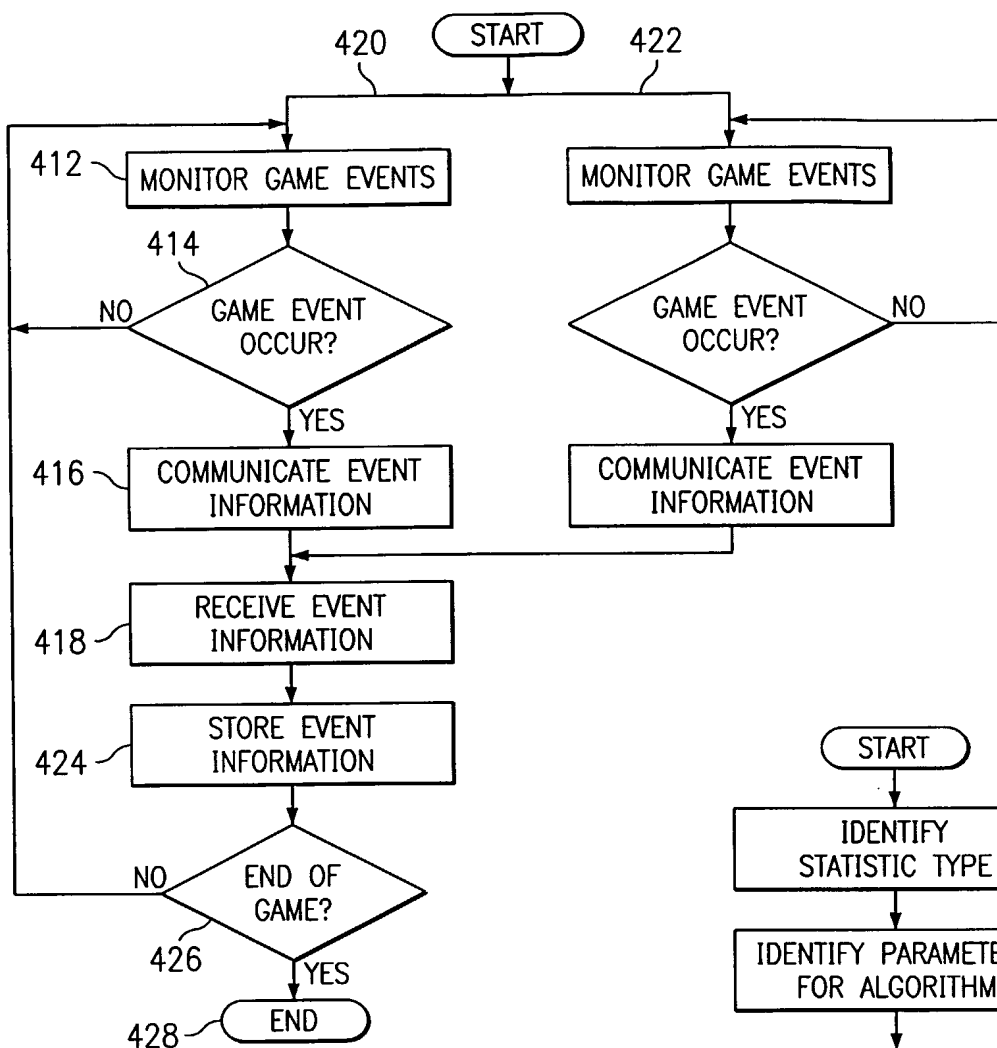 START
420
422
412
MONITOR GAME EVENTS
MONITOR GAME EVENTS
414
NO
GAME EVENT
OCCUR?
GAME EVENT
OCCUR?
NO
YES
YES
416
COMMUNICATE EVENT
INFORMATION
COMMUNICATE EVENT
INFORMATION
418
RECEIVE EVENT
INFORMATION
424
STORE EVENT
INFORMATION
NO
END OF
GAME?
426
YES
428
END
START
IDENTIFY
STATISTIC TYPE
IDENTIFY
FOR ALGORITHM